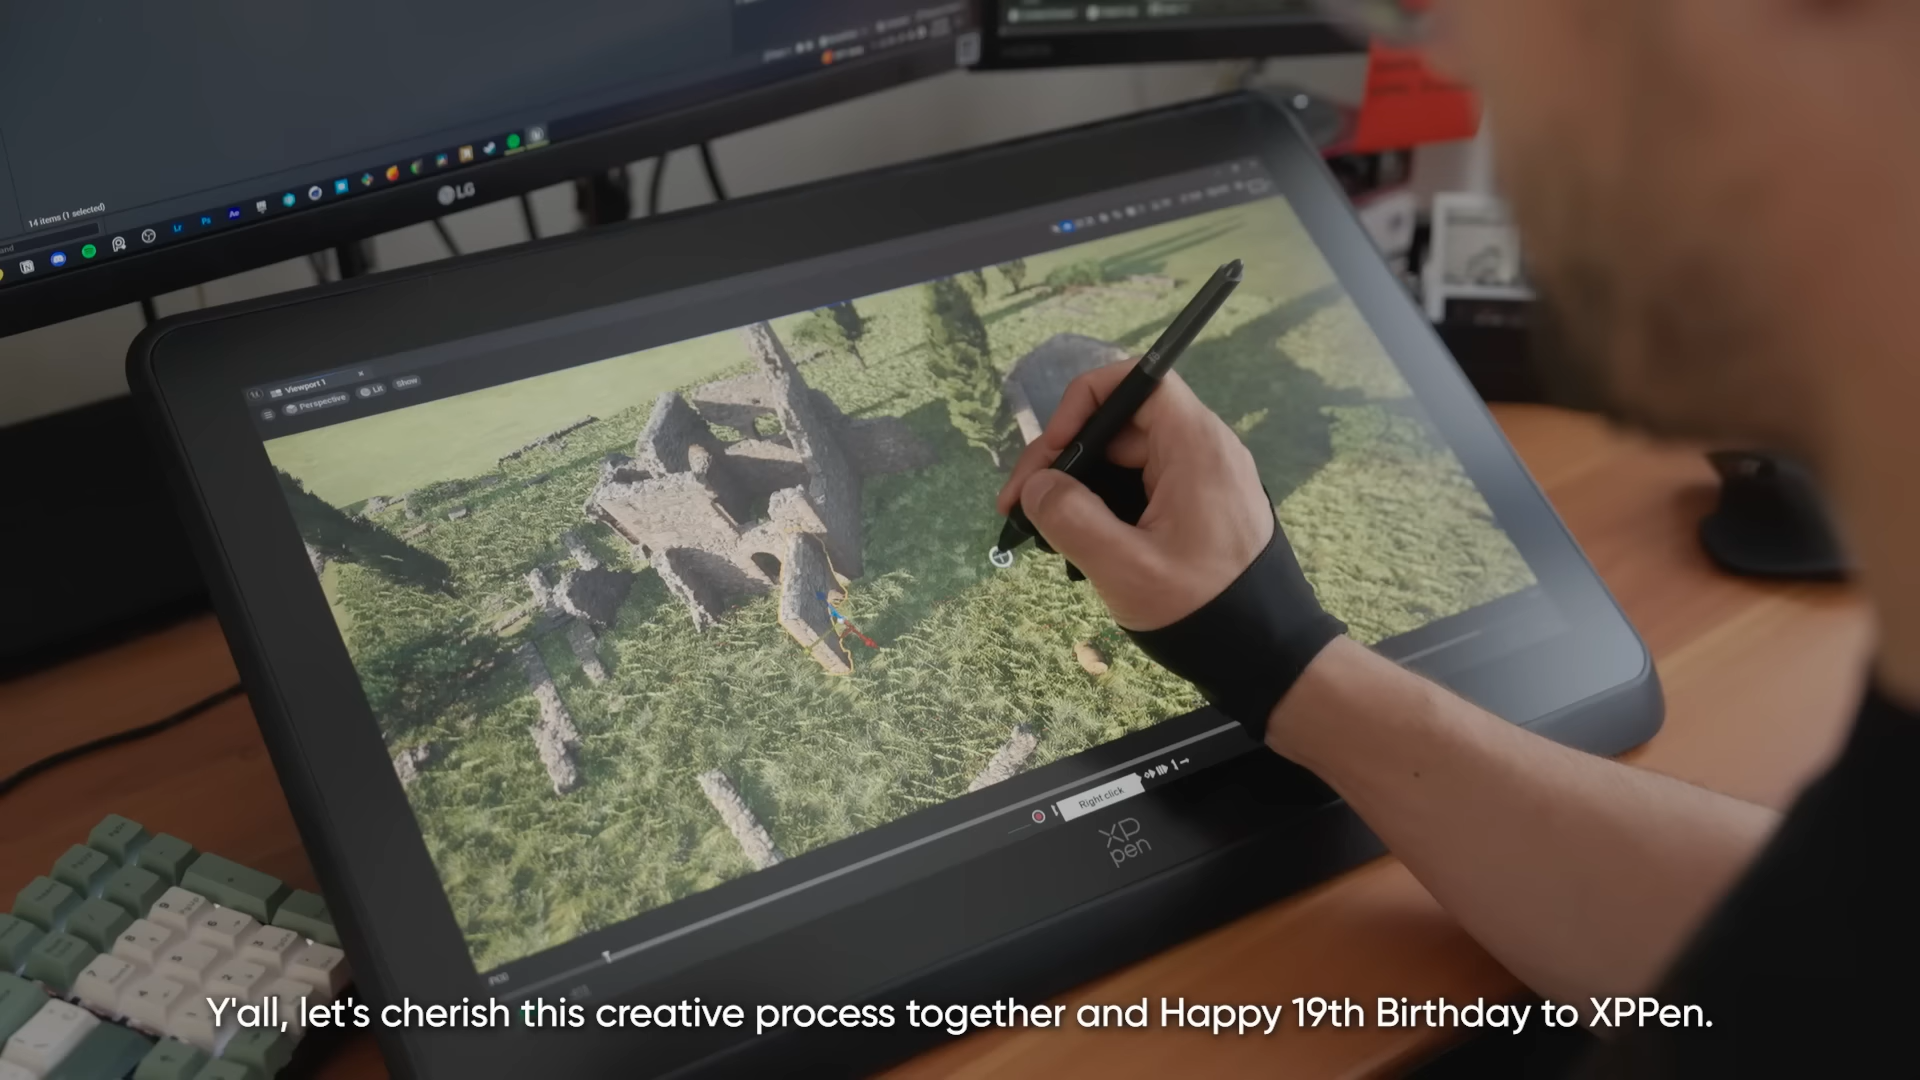 14 items (1 selected)
LG
Viewport 1
Perspective
Lit
Show
Right click
XP
pen
Y'all, let's cherish this creative process together and Happy 19th Birthday to XPPen.